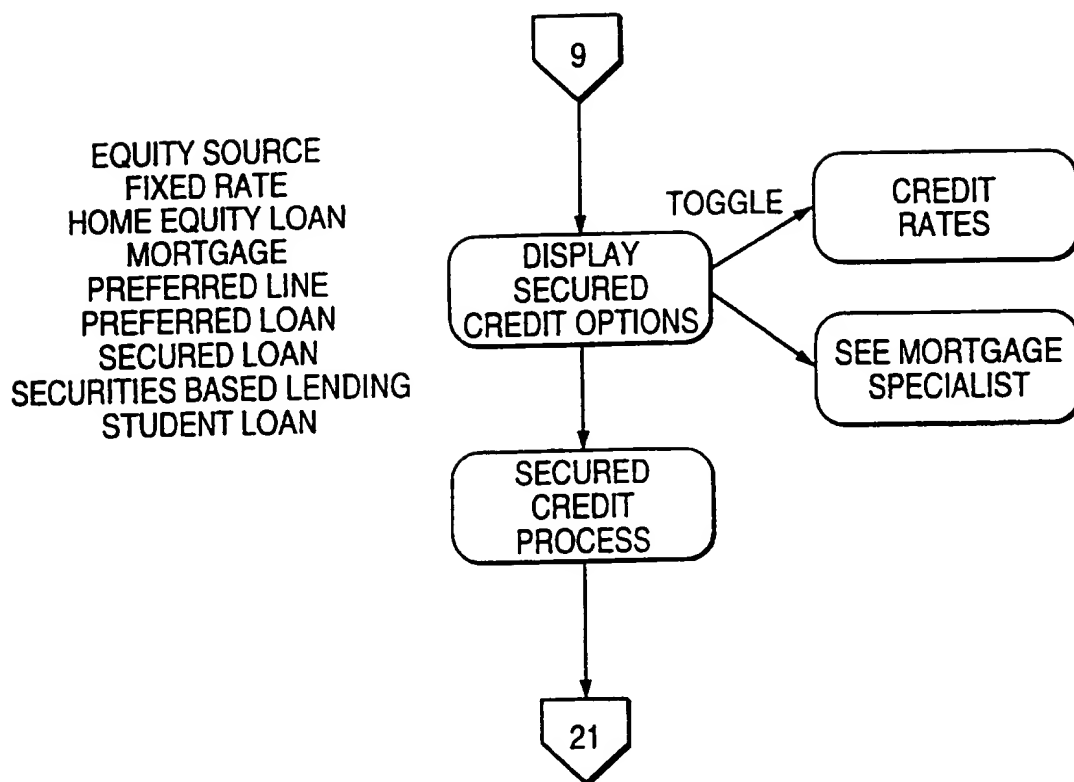 9
EQUITY SOURCE
FIXED RATE
HOME EQUITY LOAN
MORTGAGE
PREFERRED LINE
PREFERRED LOAN
SECURED LOAN
SECURITIES BASED LENDING
STUDENT LOAN
DISPLAY
SECURED
CREDIT OPTIONS
TOGGLE
CREDIT
RATES
SEE MORTGAGE
SPECIALIST
SECURED
CREDIT
PROCESS
21